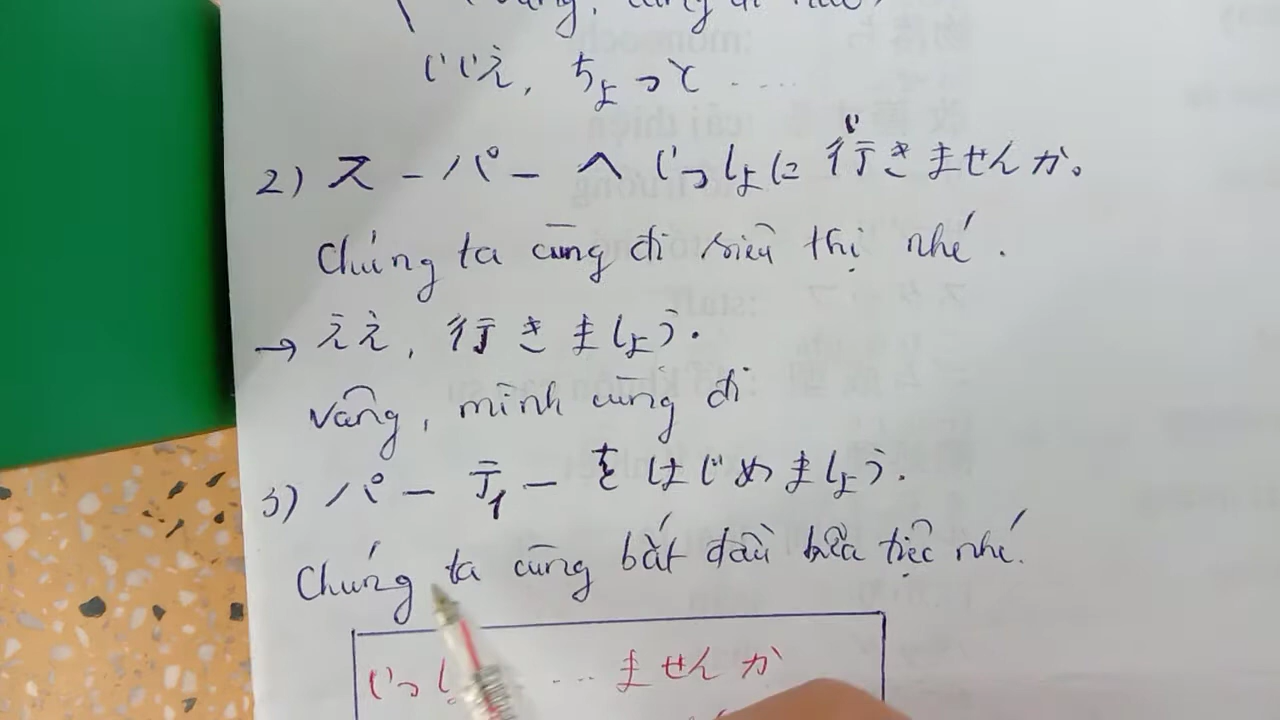 いいえ, ちょっと .....
2) スーパーへいっしょに行きませんか。
Chúng ta cùng đi siêu thị nhé.
→ ええ, 行きましょう.
Vâng, mình cùng đi
3) パーティーをはじめましょう.
Chúng ta cùng bắt đầu bữa tiệc nhé.
いっし ... ませんか